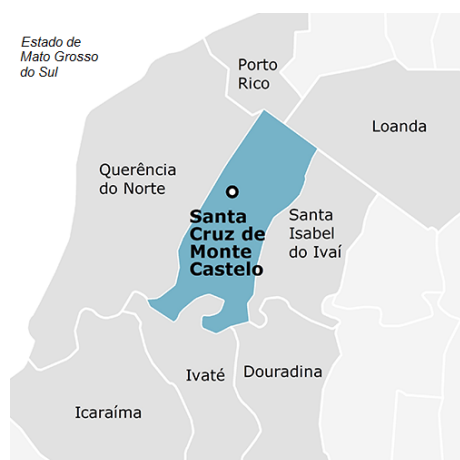 Estado de
Mato Grosso
do Sul
Porto
Rico
Loanda
Querência
do Norte
Santa
Cruz de
Monte
Castelo
Santa
Isabel
do Ivaí
Ivaté
Douradina
Icaraíma